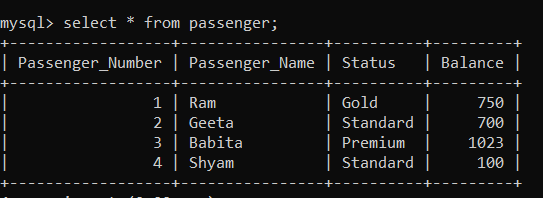 mysql> select * from passenger;
+------------------+----------------+----------+---------+
| Passenger_Number | Passenger_Name | Status   | Balance |
+------------------+----------------+----------+---------+
|                1 | Ram            | Gold     |     750 |
|                2 | Geeta          | Standard |     700 |
|                3 | Babita         | Premium  |    1023 |
|                4 | Shyam          | Standard |     100 |
+------------------+----------------+----------+---------+